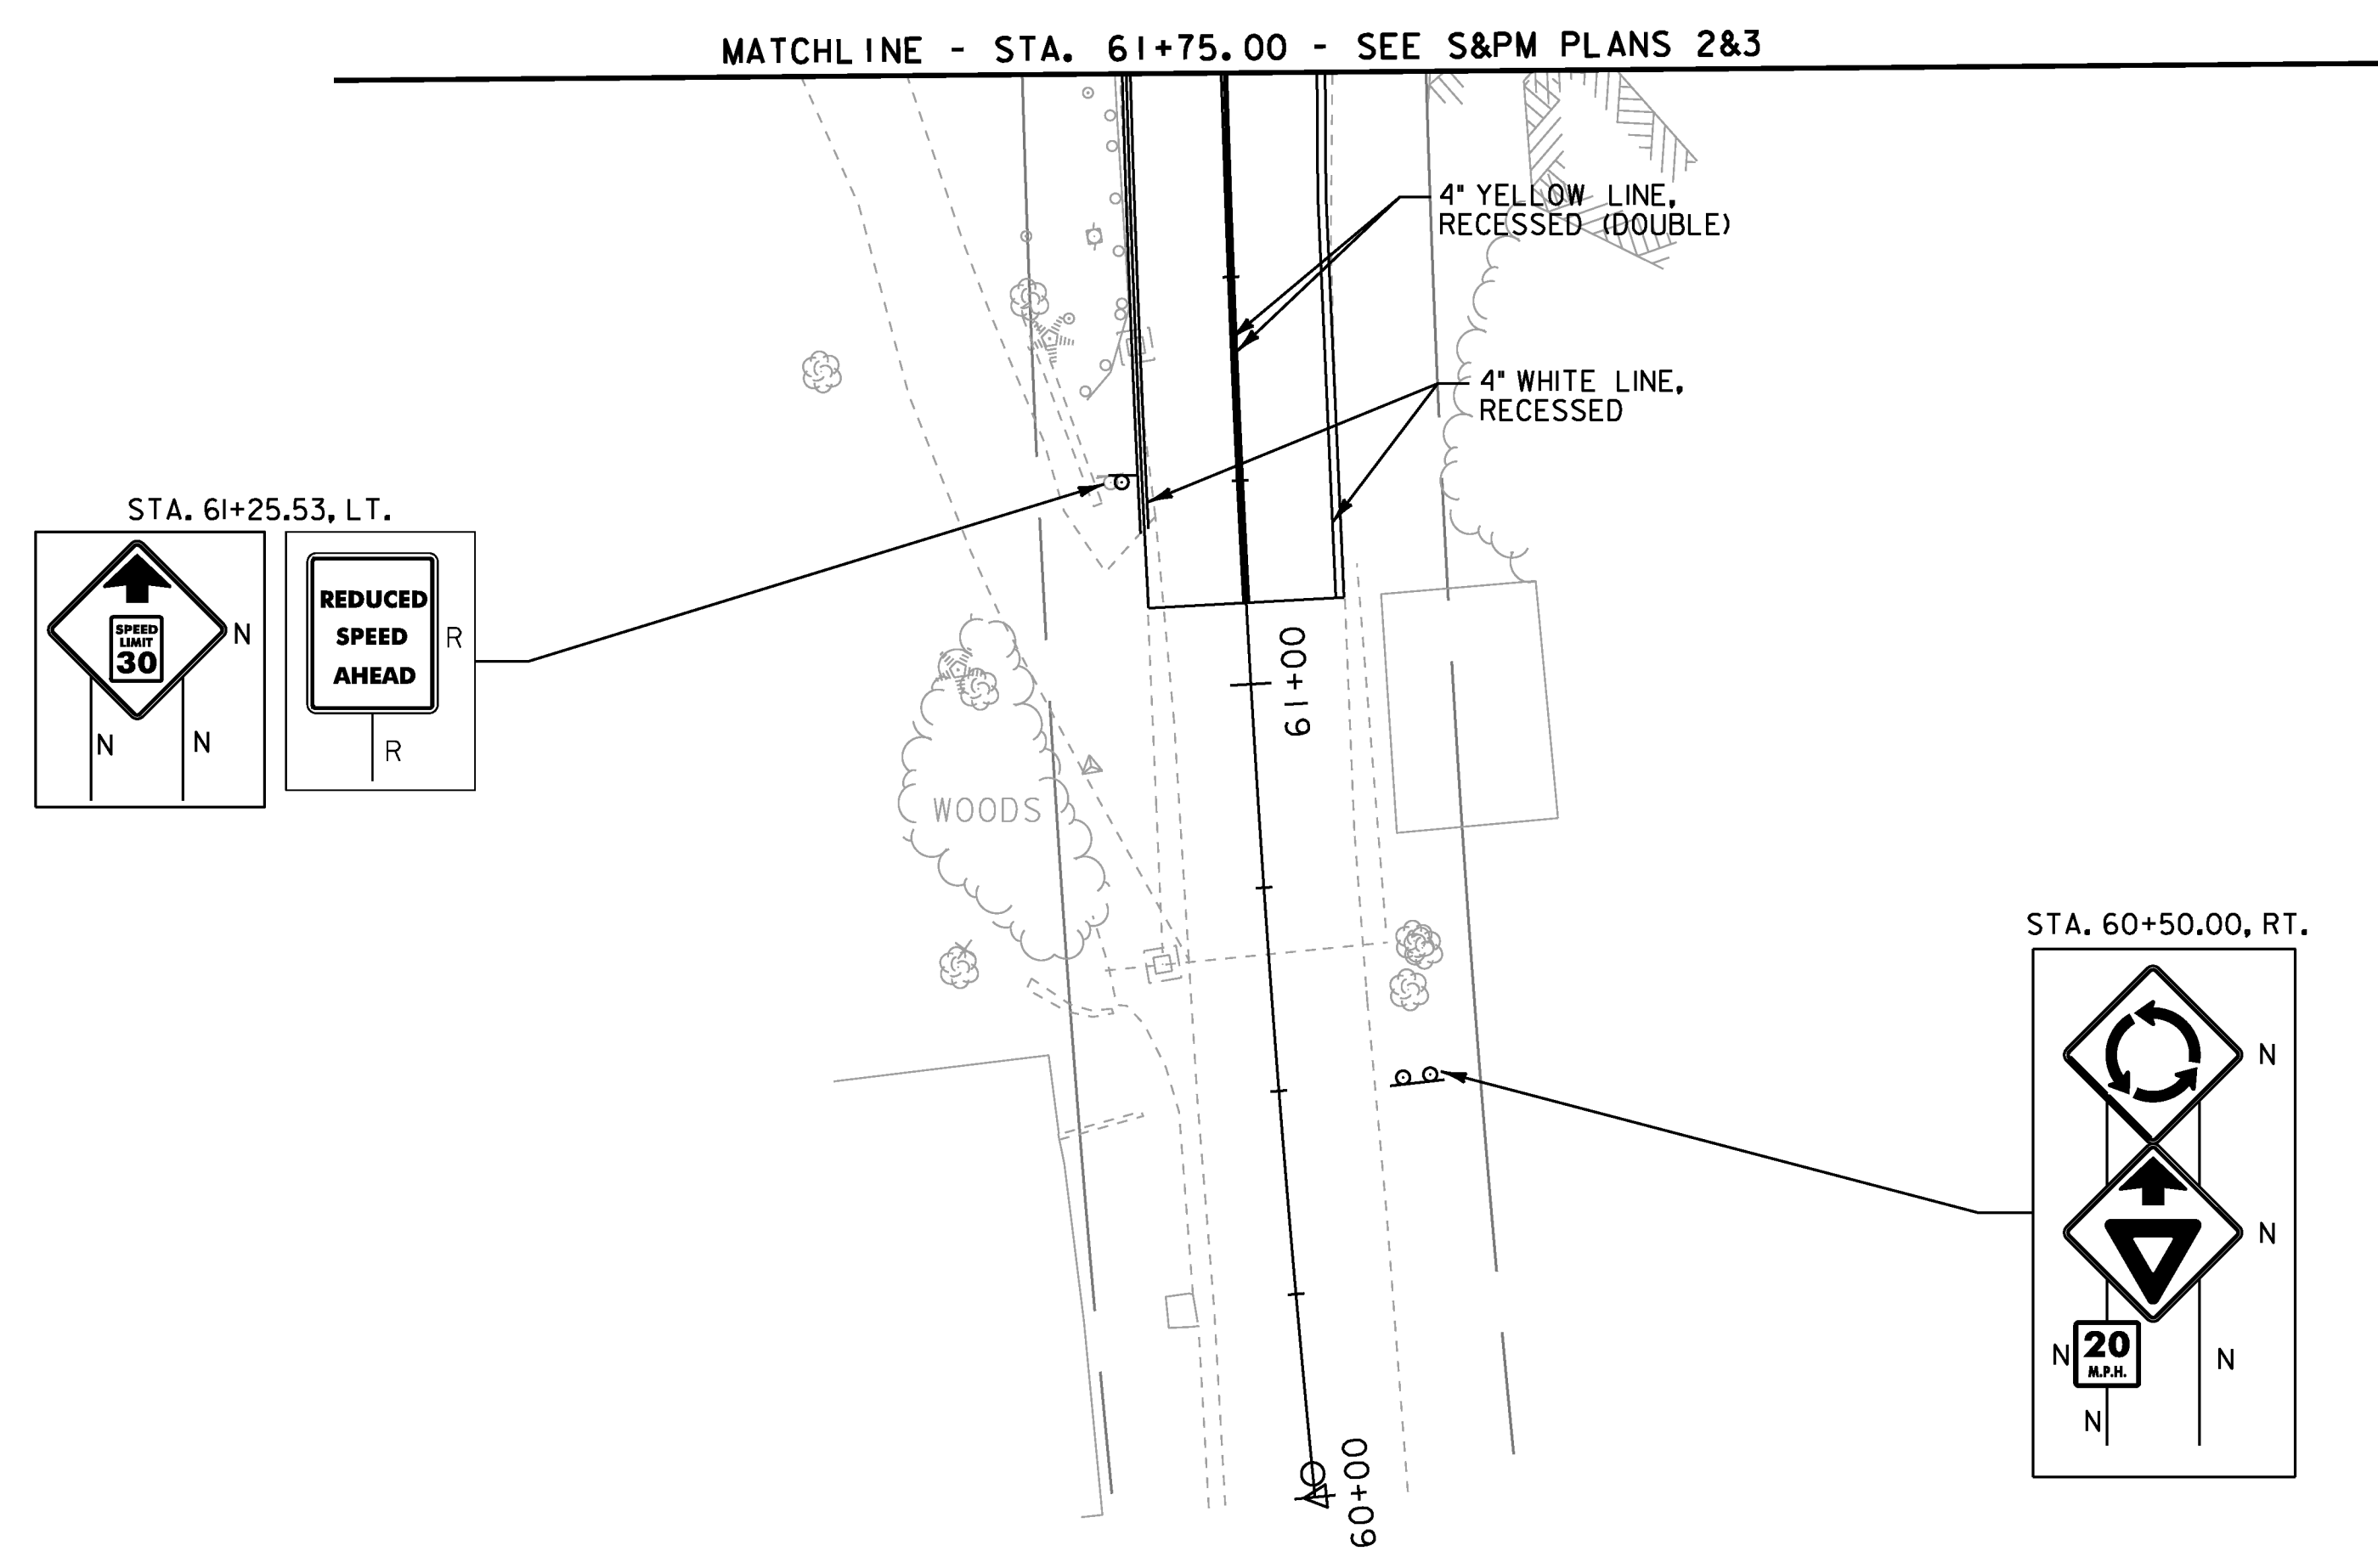 MATCHLINE - STA. 61+75.00 - SEE S&PM PLANS 2&3
4" YELLOW LINE,
RECESSED (DOUBLE)
4" WHITE LINE,
RECESSED
STA. 61+25.53, LT.
SPEED
LIMIT
30
N
N
N
REDUCED
SPEED
AHEAD
R
R
61+00
WOODS
STA. 60+50.00, RT.
N
N
20
M.P.H.
N
N
N
60+00